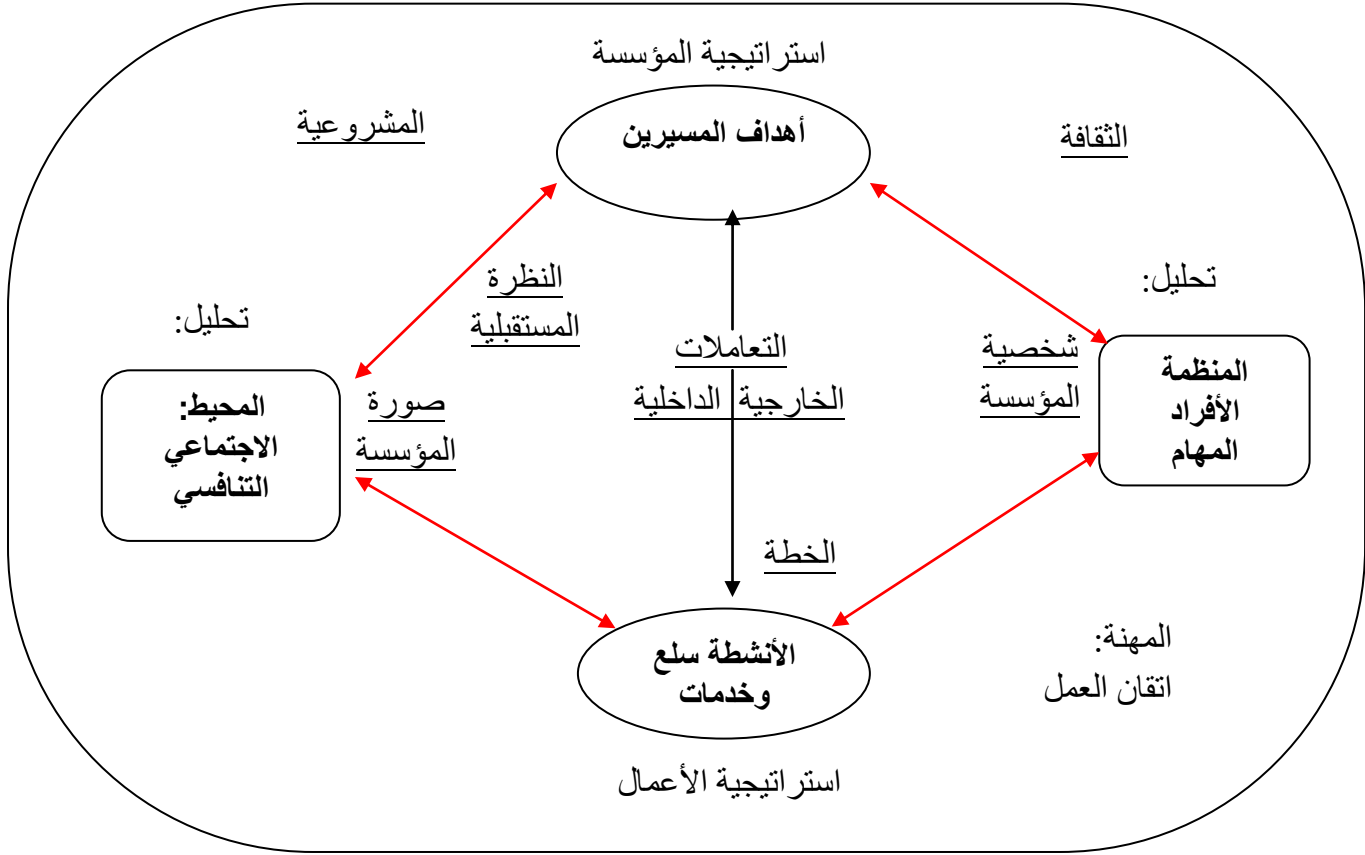 استراتيجية المؤسسة
الثقافة
أهداف المسيرين
المشروعية
تحليل:
المنظمة
الأفراد
المهام
شخصية
المؤسسة
النظرة
المستقبلية
التعاملات
الخارجية الداخلية
تحليل:
المحيط:
الاجتماعي
التنافسي
صورة
المؤسسة
الخطة
المهنة:
اتقان العمل
الأنشطة سلع
وخدمات
استراتيجية الأعمال